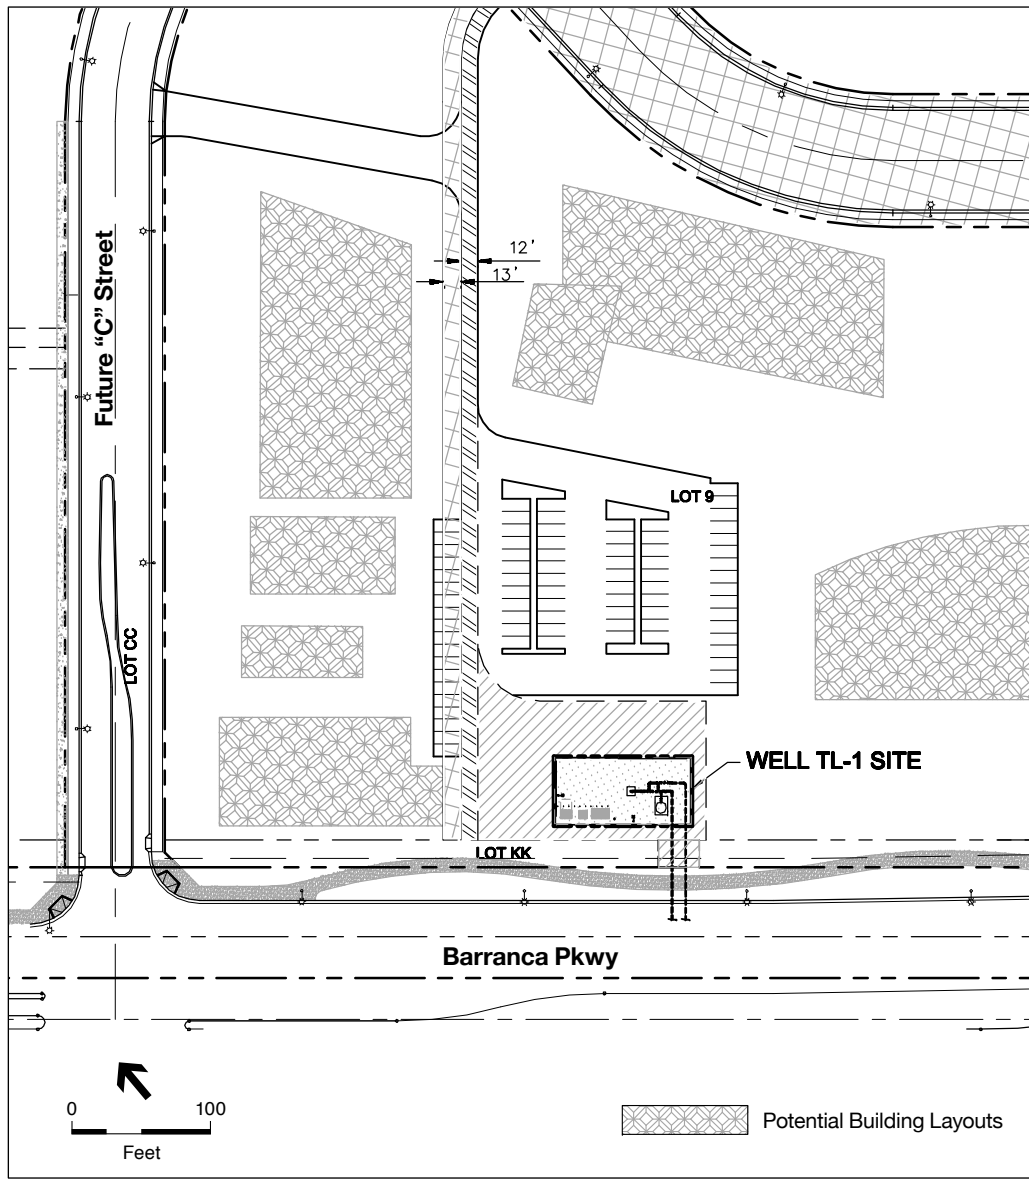 12'
13'
Future “C” Street
LOT 9
LOT CC
WELL TL-1 SITE
LOT KK
Barranca Pkwy
0 100
Feet
Potential Building Layouts